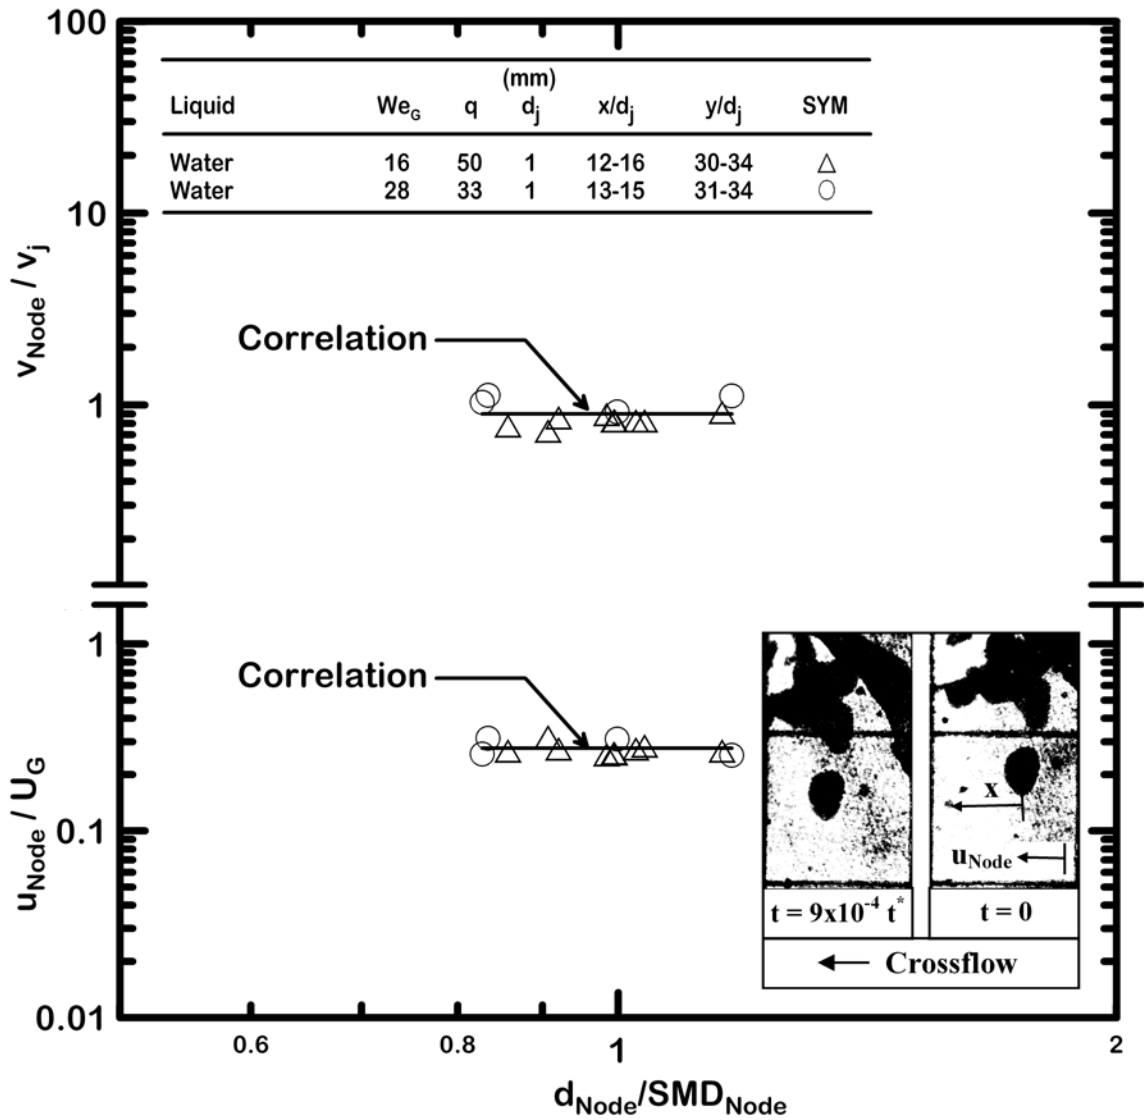 100
(mm)
Liquid We_G q d_j x/d_j y/d_j SYM
Water 16 50 1 12-16 30-34 △
Water 28 33 1 13-15 31-34 ○
10
v_Node / v_j
Correlation
1
1
Correlation
u_Node / U_G
0.1
0.01
x
u_Node
t = 9x10^-4 t^*
t = 0
← Crossflow
0.6 0.8 1 2
d_Node/SMD_Node